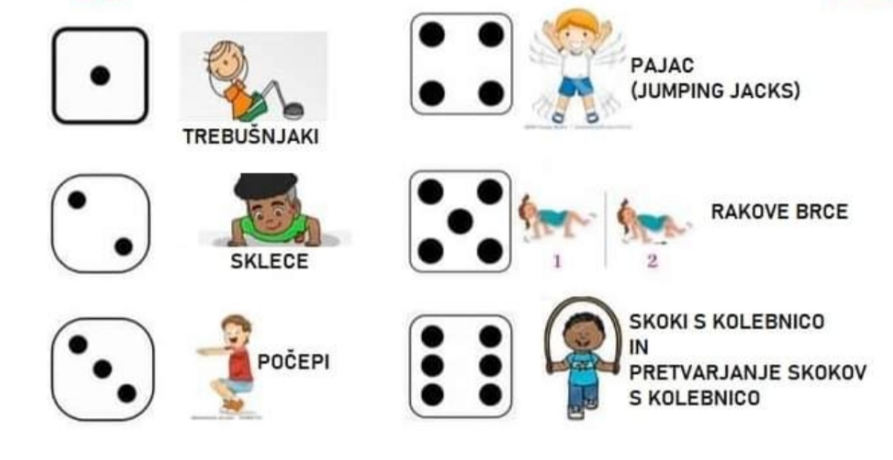 TREBUŠNJAKI
SKLECE
POČEPI
PAJAC
(JUMPING JACKS)
1
2
RAKOVE BRCE
SKOKI S KOLEBNICO
IN
PRETVARJANJE SKOKOV
S KOLEBNICO